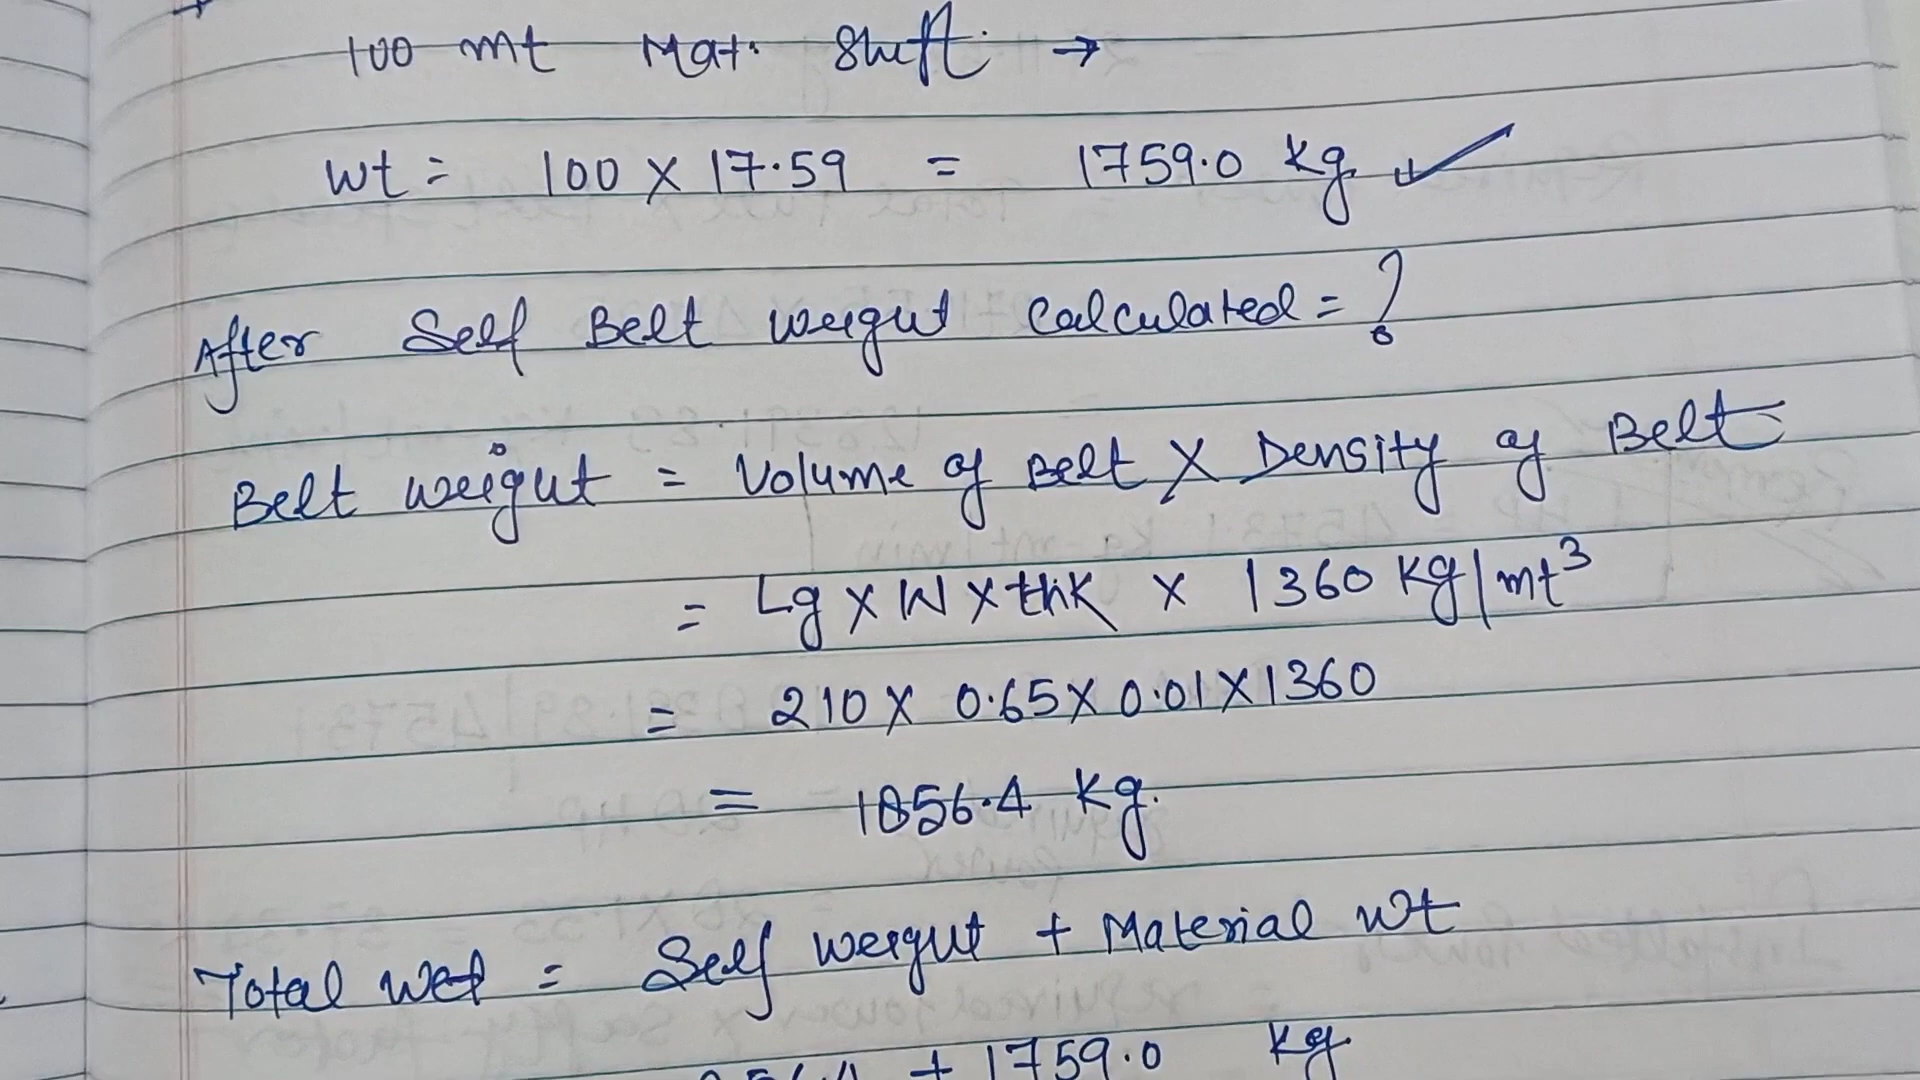 100 mt Mat. Shift. →
Wt = 100 X 17.59 = 1759.0 kg ✓
After Self Belt weight calculated = ?
Belt weight = Volume of Belt X Density of Belt
= Lg X W X thK X 1360 Kg/mt³
= 210 X 0.65 X 0.01 X 1360
= 1856.4 kg.
Total = Self weight + Material wt
+ 1759.0 kg.